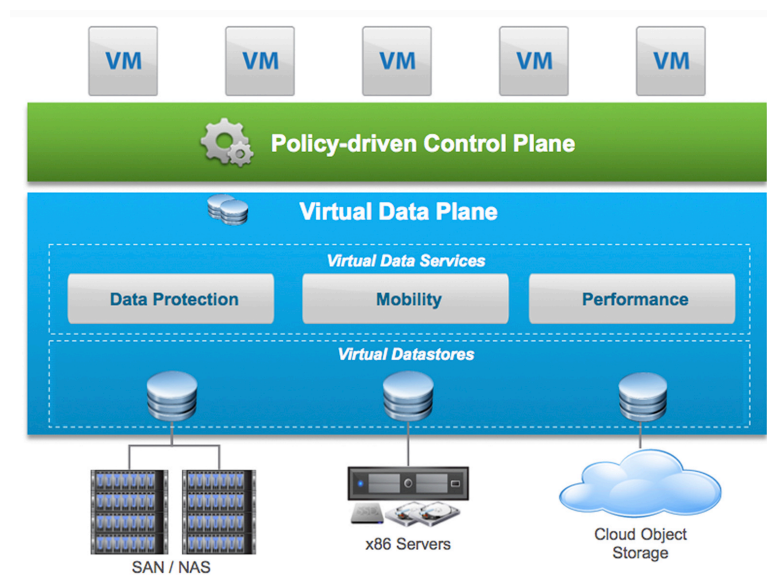 VM VM VM VM VM
Policy-driven Control Plane
Virtual Data Plane
Virtual Data Services
Data Protection Mobility Performance
Virtual Datastores
SAN / NAS
x86 Servers
Cloud Object
Storage